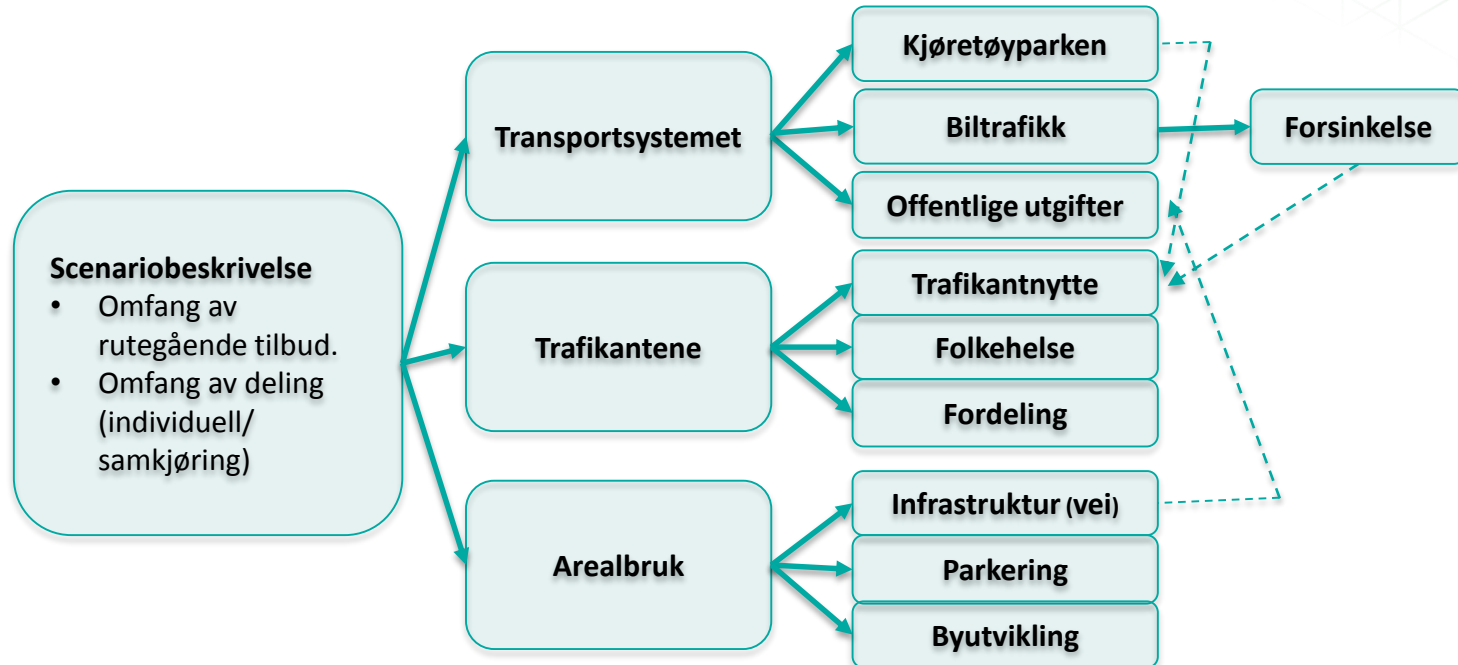 Scenariobeskrivelse
• Omfang av
rutegående tilbud.
• Omfang av deling
(individuell/
samkjøring)
Transportsystemet
Trafikantene
Arealbruk
Kjøretøyparken
Biltrafikk
Offentlige utgifter
Trafikantnytte
Folkehelse
Fordeling
Infrastruktur (vei)
Parkering
Byutvikling
Forsinkelse